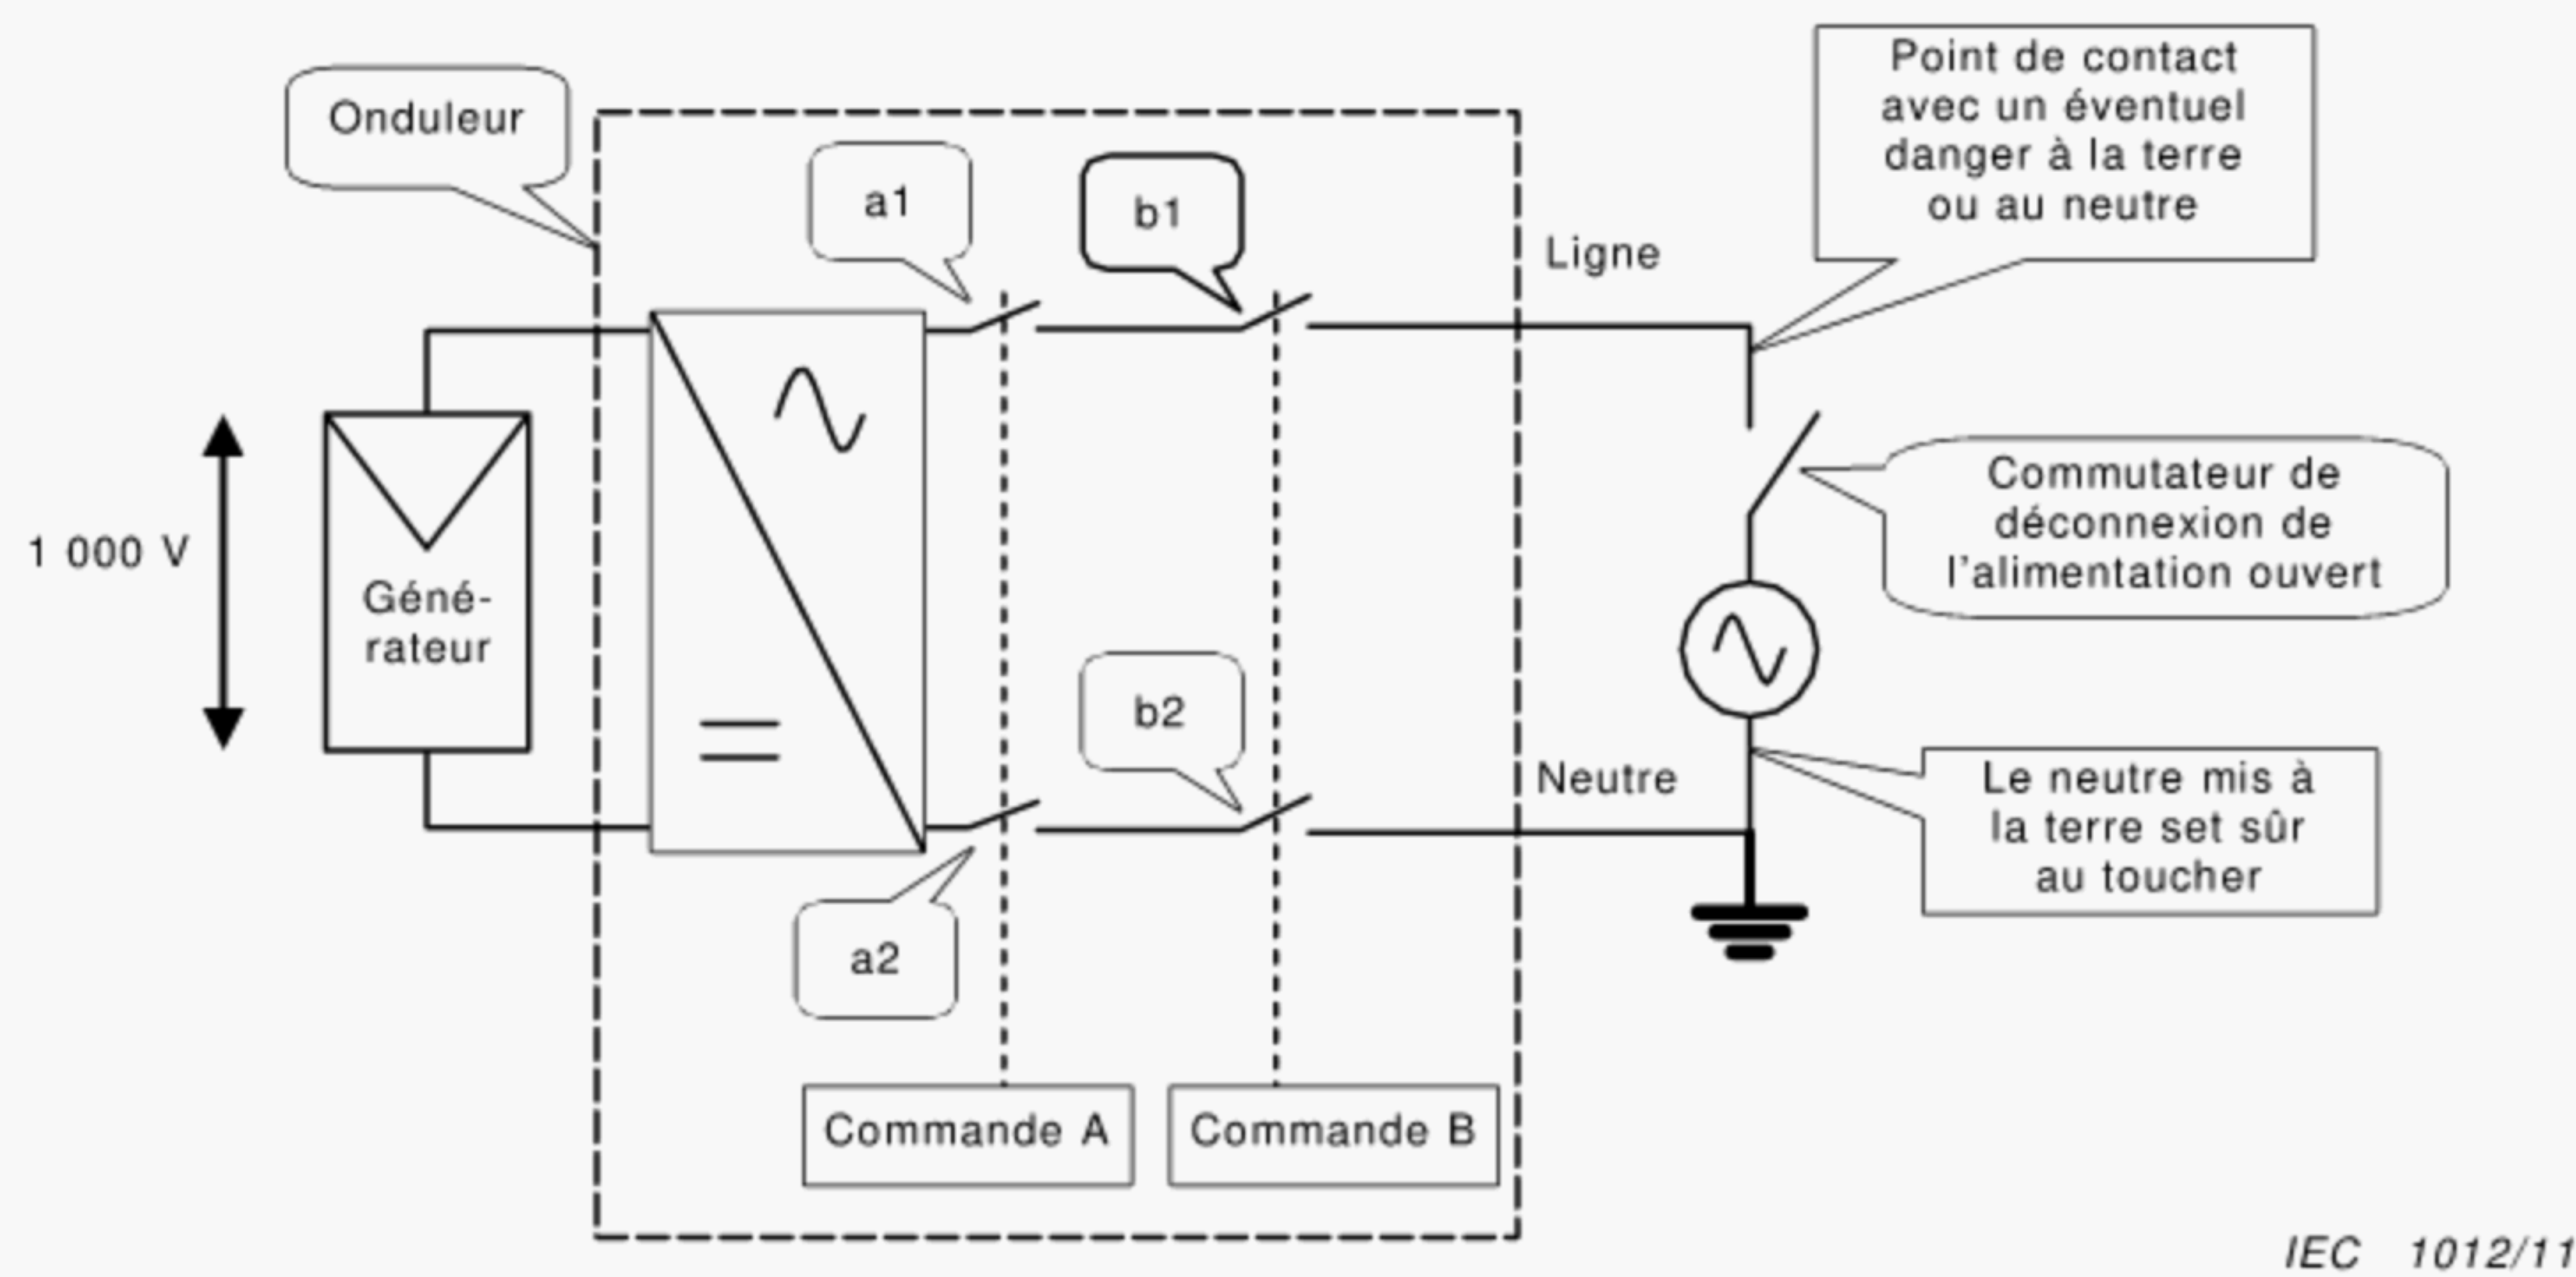 Onduleur
a1
b1
Ligne
Point de contact
avec un éventuel
danger à la terre
ou au neutre
1 000 V
Géné-
rateur
Commutateur de
déconnexion de
l'alimentation ouvert
b2
Neutre
Le neutre mis à
la terre set sûr
au toucher
a2
Commande A
Commande B
IEC 1012/11